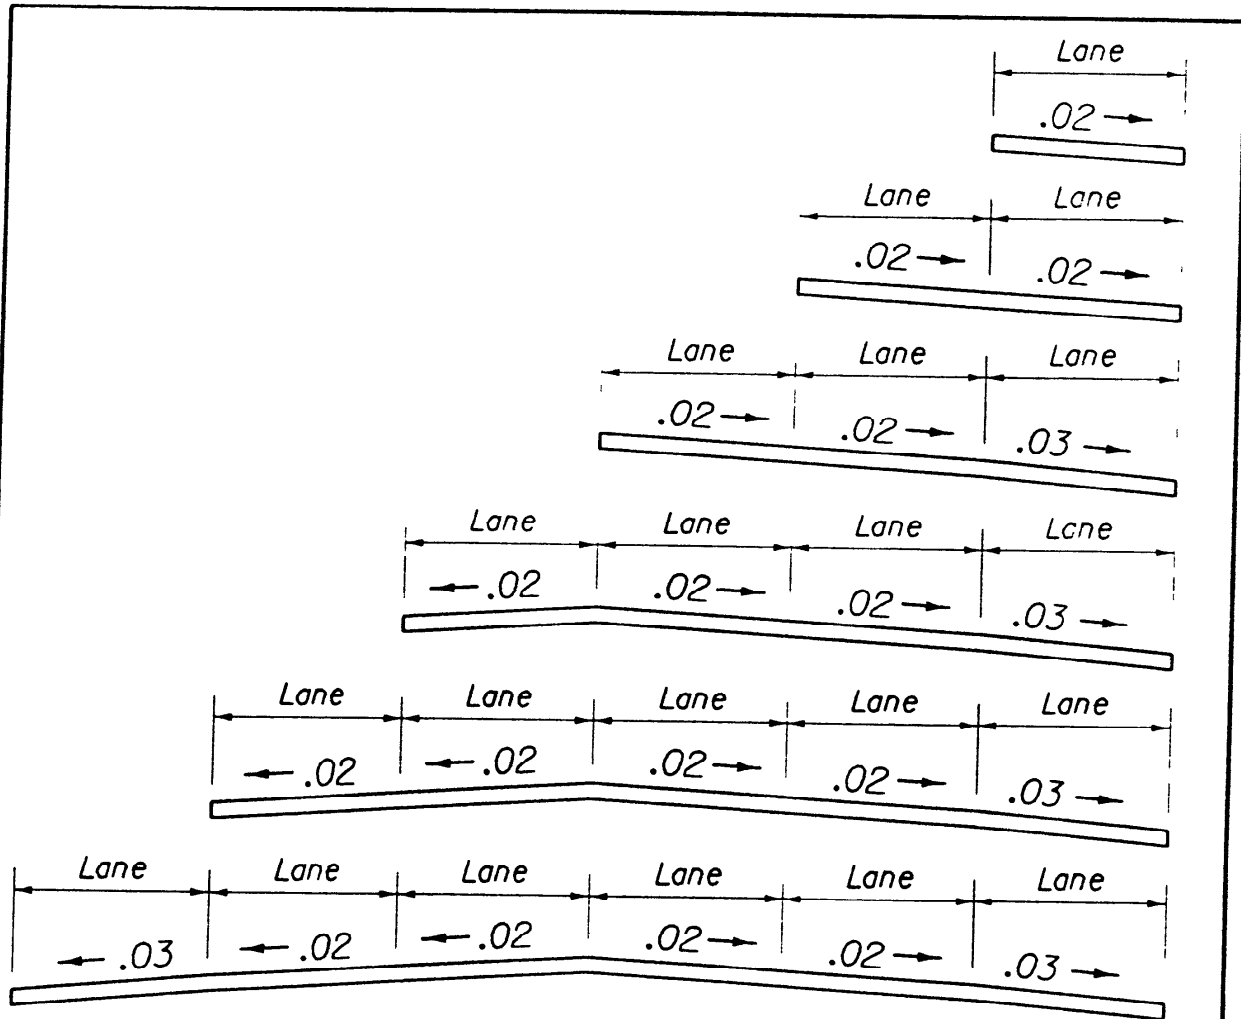 Lane
.02
Lane Lane
.02 .02
Lane Lane Lane
.02 .02 .03
Lane Lane Lane Lane
.02 .02 .02 .03
Lane Lane Lane Lane Lane
.02 .02 .02 .02 .03
Lane Lane Lane Lane Lane Lane
.03 .02 .02 .02 .02 .03